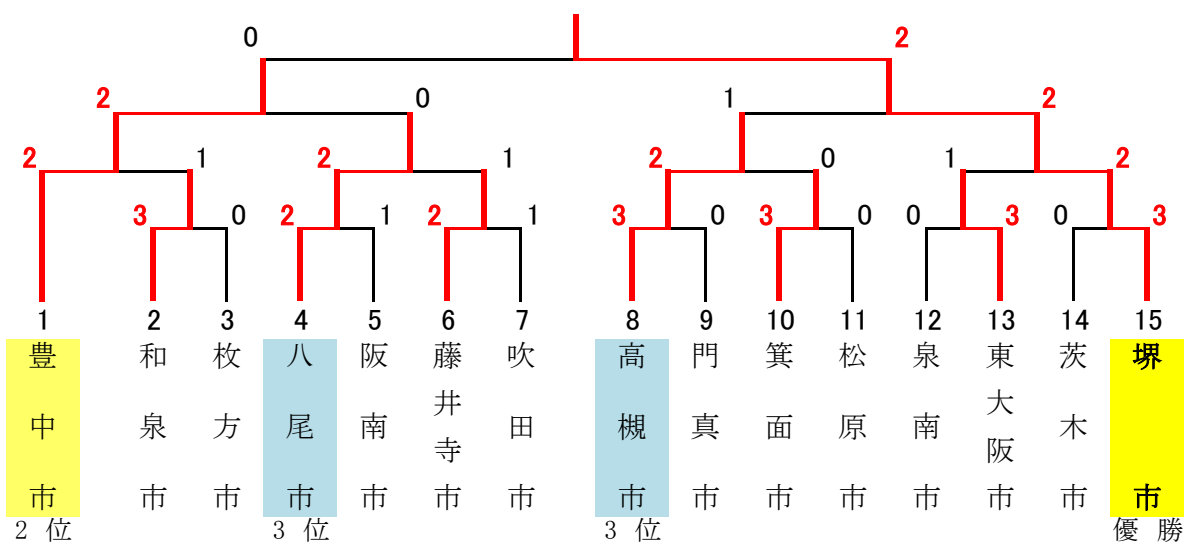 0 2
2 0 1 2
2 1 2 1 2 0 1 2
3 0 2 1 2 1 3 0 3 0 0 3 0 3
1 2 3 4 5 6 7 8 9 10 11 12 13 14 15
豊中市
和泉市
枚方市
八尾市
阪南市
藤井寺市
吹田市
高槻市
門真市
箕面市
松原市
泉南市
東大阪市
茨木市
堺市
2 位 3 位 3 位 優 勝